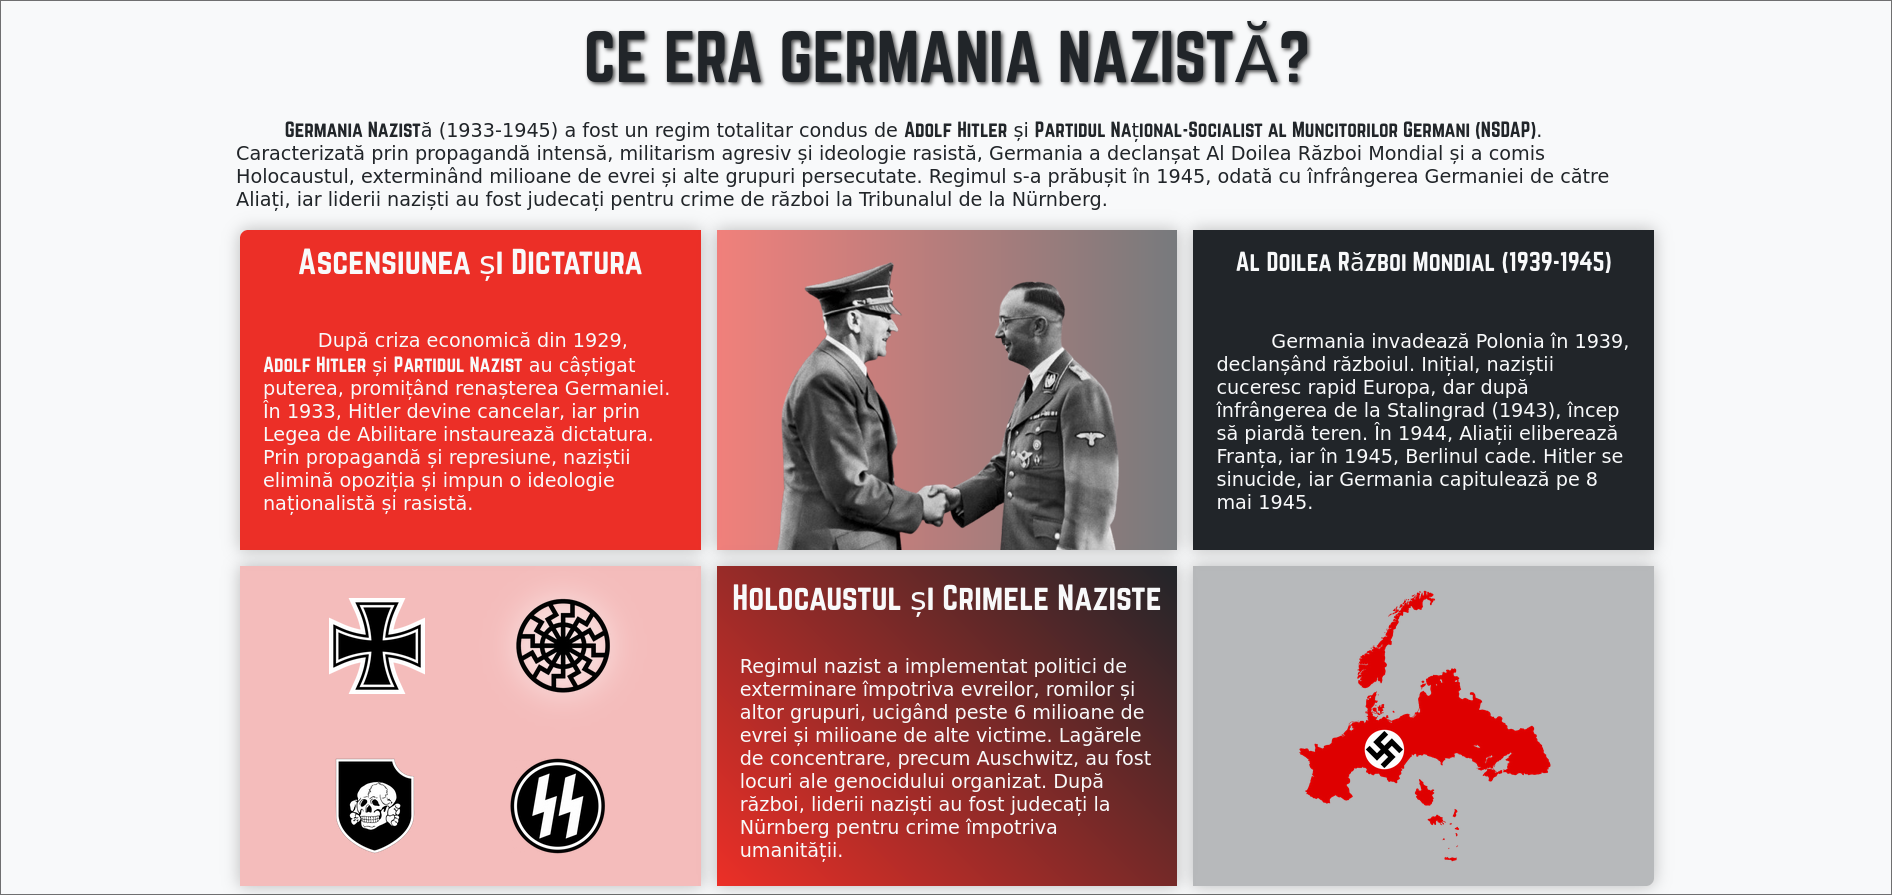 CE ERA GERMANIA NAZISTĂ?
Germania Nazistă (1933-1945) a fost un regim totalitar condus de Adolf Hitler și Partidul Național-Socialist al Muncitorilor Germani (NSDAP).
Caracterizată prin propagandă intensă, militarism agresiv și ideologie rasistă, Germania a declanșat Al Doilea Război Mondial și a comis
Holocaustul, exterminând milioane de evrei și alte grupuri persecutate. Regimul s-a prăbușit în 1945, odată cu înfrângerea Germaniei de către
Aliați, iar liderii naziști au fost judecați pentru crime de război la Tribunalul de la Nürnberg.
Ascensiunea și Dictatura
După criza economică din 1929,
Adolf Hitler și Partidul Nazist au câștigat
puterea, promițând renașterea Germaniei.
În 1933, Hitler devine cancelar, iar prin
Legea de Abilitare instaurează dictatura.
Prin propagandă și represiune, naziștii
elimină opoziția și impun o ideologie
naționalistă și rasistă.
Al Doilea Război Mondial (1939-1945)
Germania invadează Polonia în 1939,
declanșând războiul. Inițial, naziștii
cuceresc rapid Europa, dar după
înfrângerea de la Stalingrad (1943), încep
să piardă teren. În 1944, Aliații eliberează
Franța, iar în 1945, Berlinul cade. Hitler se
sinucide, iar Germania capitulează pe 8
mai 1945.
Holocaustul și Crimele Naziste
Regimul nazist a implementat politici de
exterminare împotriva evreilor, romilor și
altor grupuri, ucigând peste 6 milioane de
evrei și milioane de alte victime. Lagărele
de concentrare, precum Auschwitz, au fost
locuri ale genocidului organizat. După
război, liderii naziști au fost judecați la
Nürnberg pentru crime împotriva
umanității.